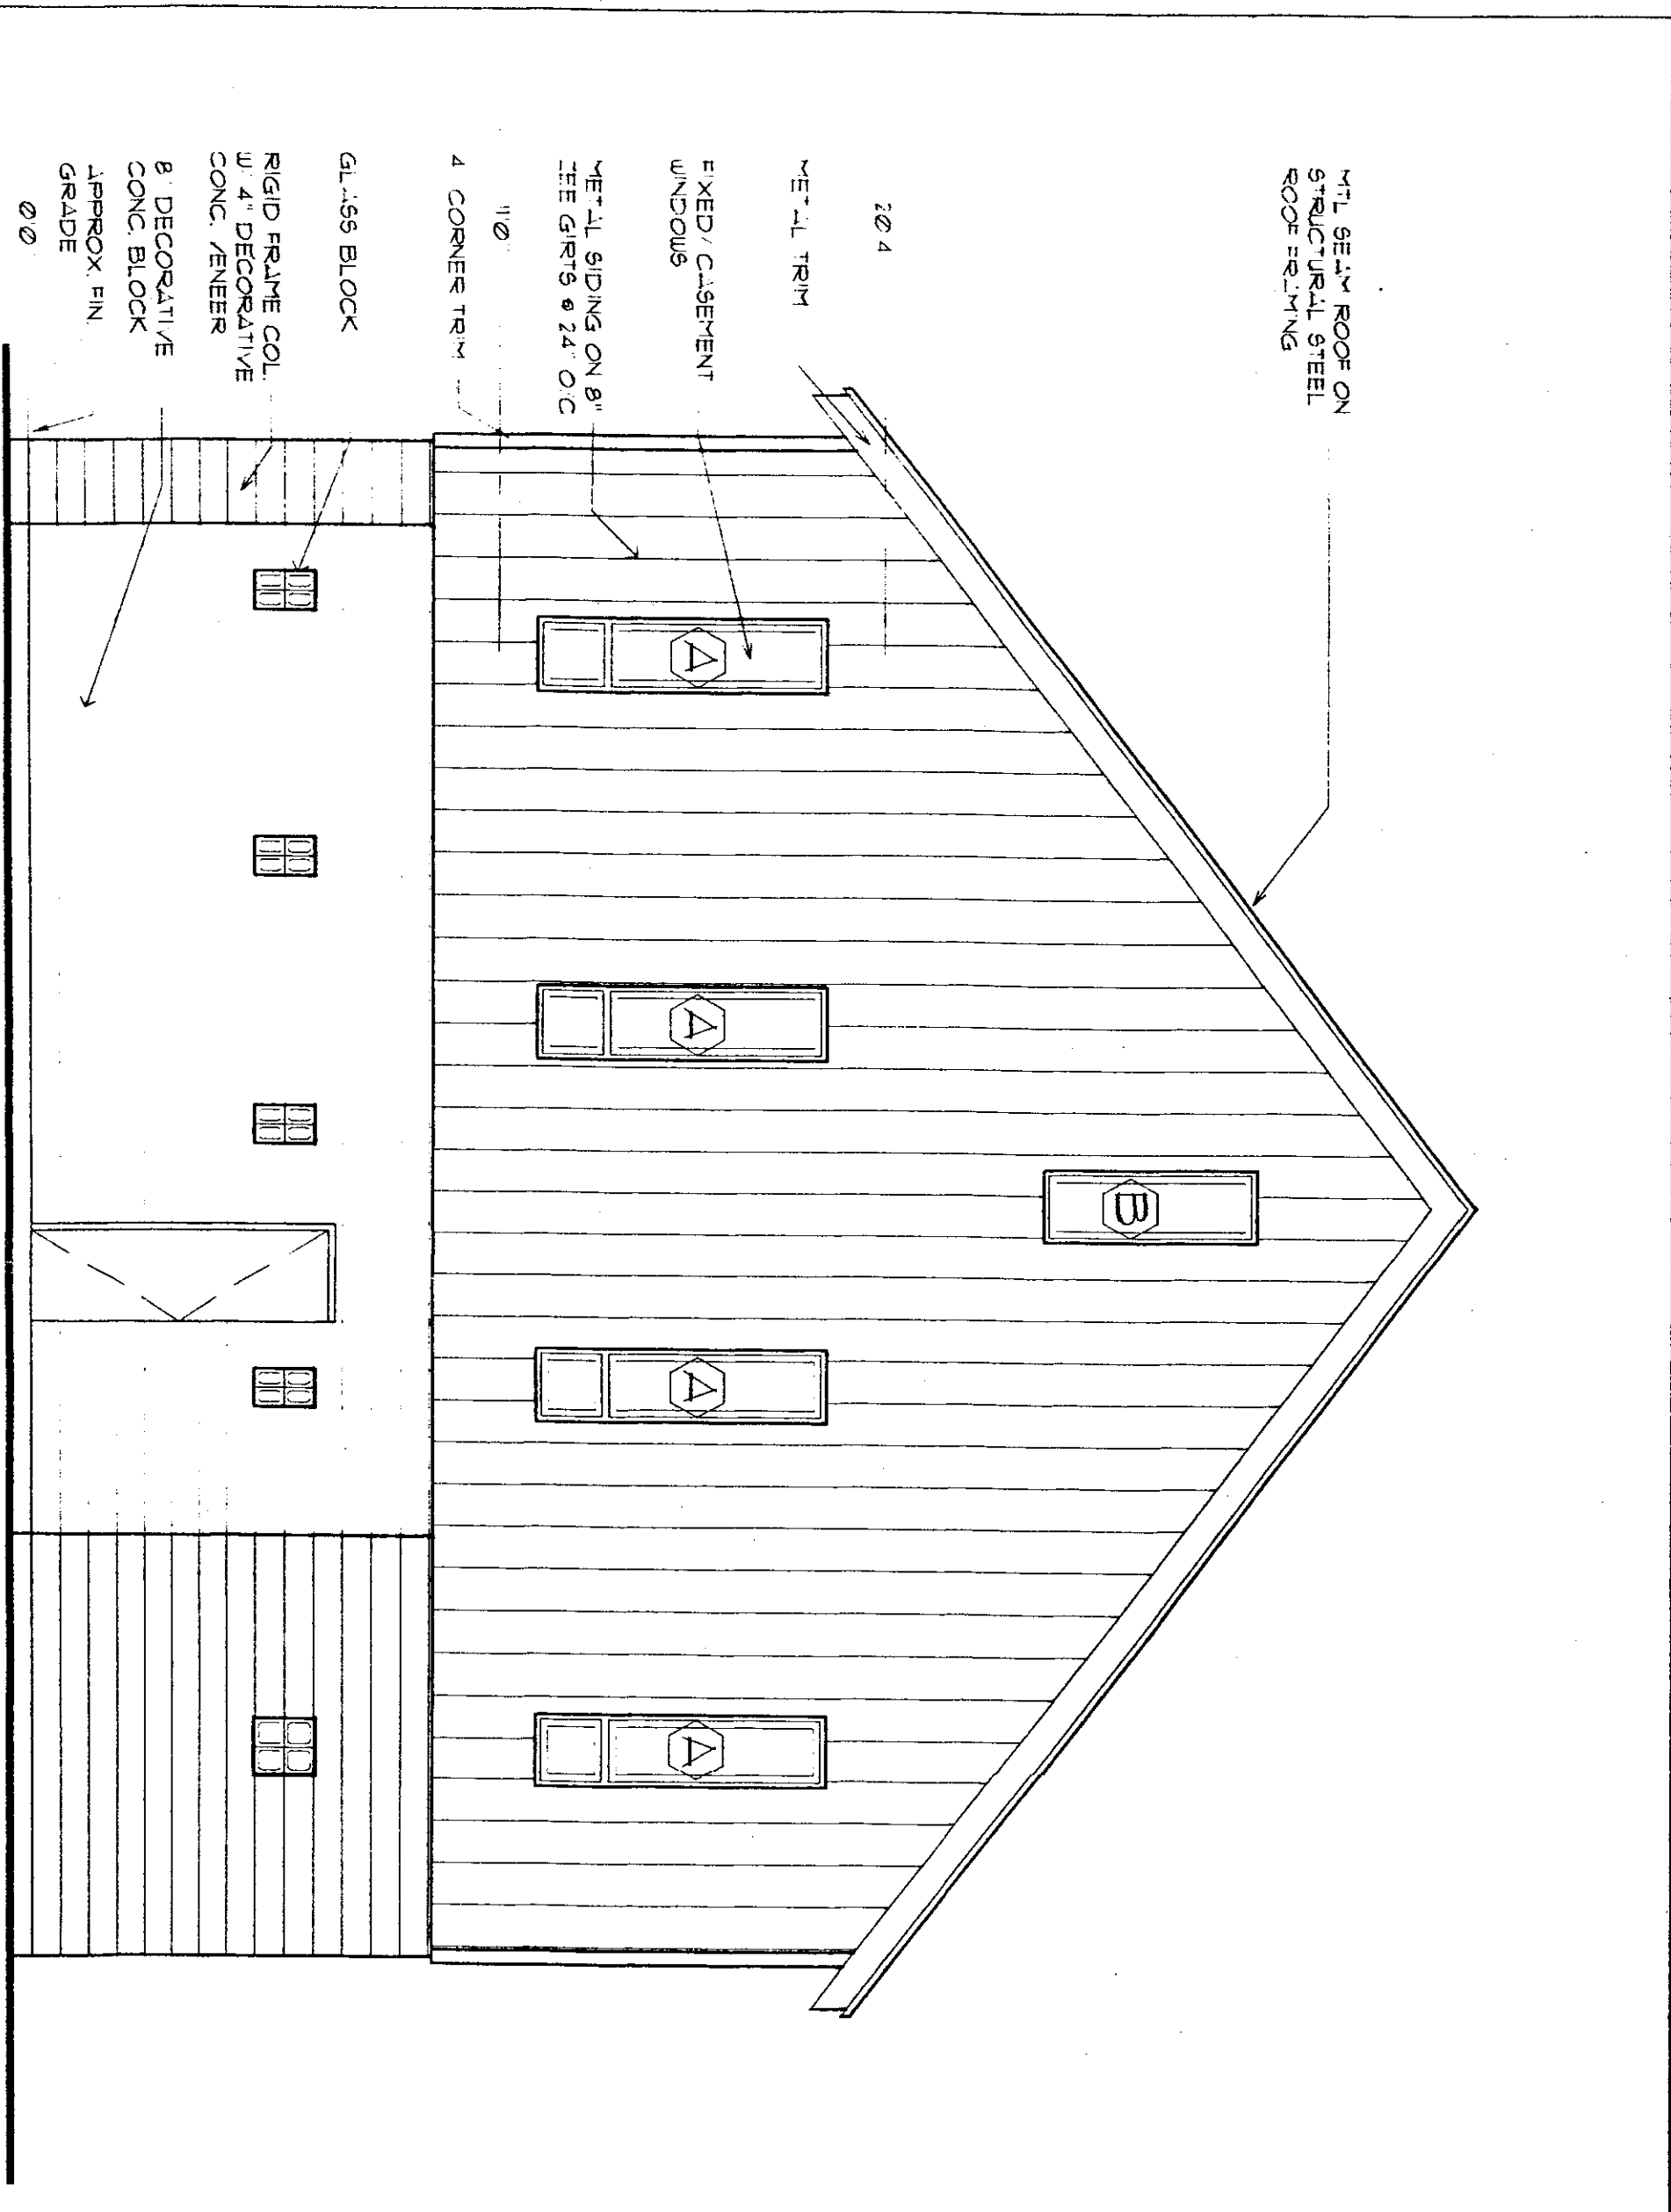 MTL SEAM ROOF ON
STRUCTURAL STEEL
ROOF FRAMING
20 4
METAL TRIM
FIXED/CASEMENT
WINDOWS
METAL SIDING ON 8"
ZEE GIRTS @ 24" O.C
11'0"
4 CORNER TRIM
GLASS BLOCK
RIGID FRAME COL.
W/ 4" DECORATIVE
CONC. VENEER
8" DECORATIVE
CONC. BLOCK
APPROX. FIN.
GRADE
0'0"
B
A
A
A
A